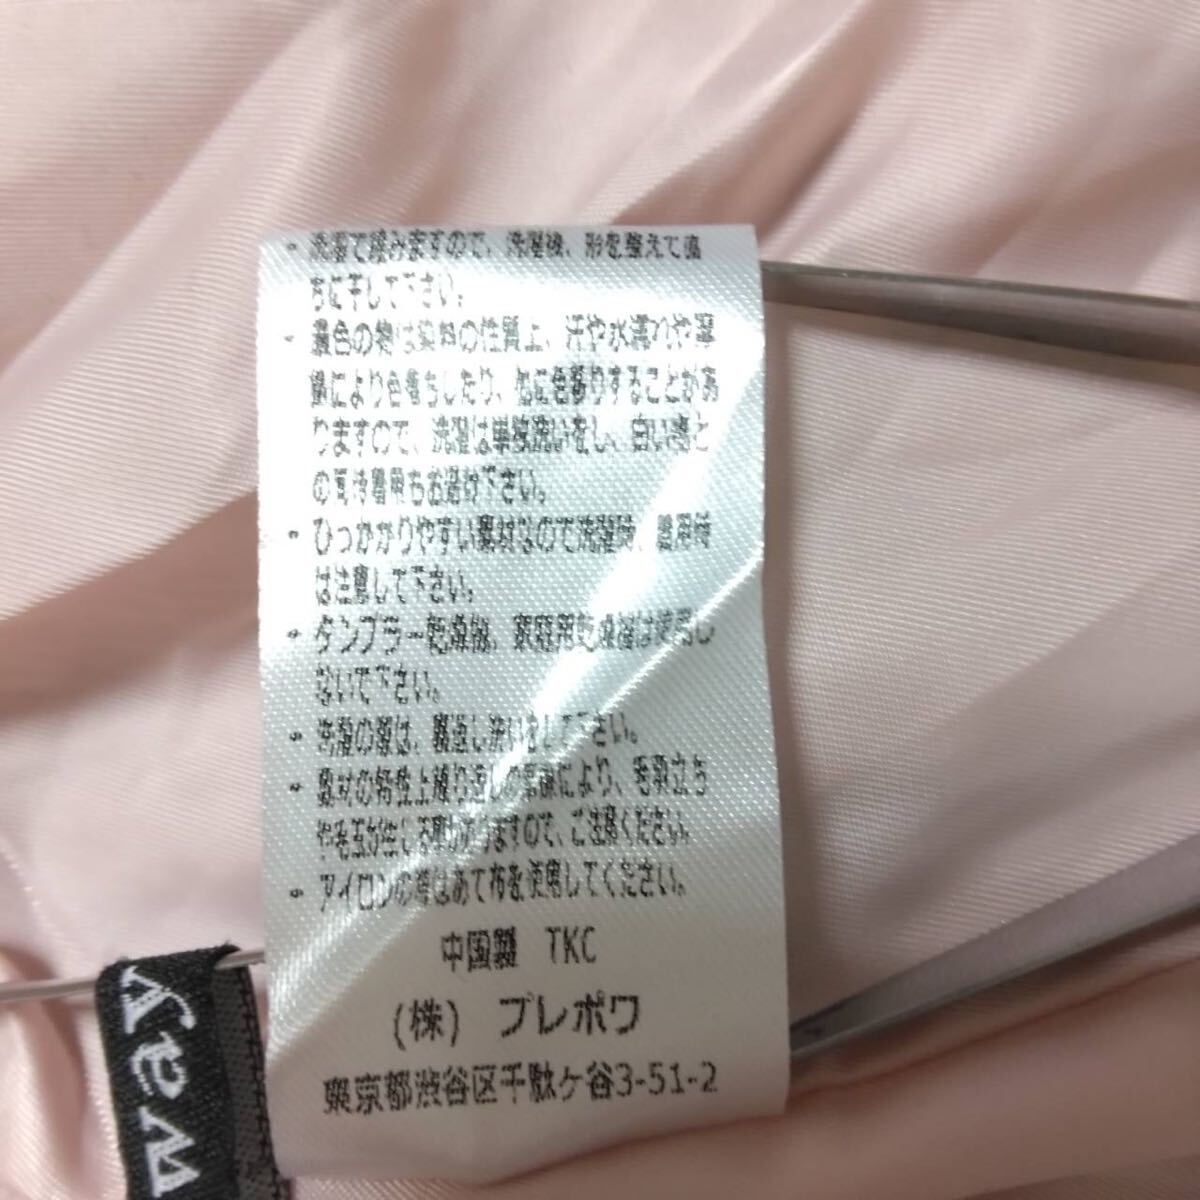 ・洗濯で縮みますので、洗濯後、形を整えて直
ちに干して下さい。
・濃色の物は染料の性質上、汗や水濡れや摩
擦により色落ちしたり、他に色移りすることがあ
りますので、洗濯は単独洗いをし、白い物と
の同時着用もお避け下さい。
・ひっかかりやすい素材なので洗濯時、着用時
は注意して下さい。
・タンブラー乾燥機、家庭用乾燥機は使用し
ないで下さい。
・洗濯の際は、裏返し洗いをして下さい。
・素材の特性上繰り返しの摩擦により、毛羽立ち
や毛玉が生じる事がありますので、ご注意ください。
・アイロンの際はあて布を使用してください。
中国製 TKC
(株) プレポワ
東京都渋谷区千駄ヶ谷3-51-2
way